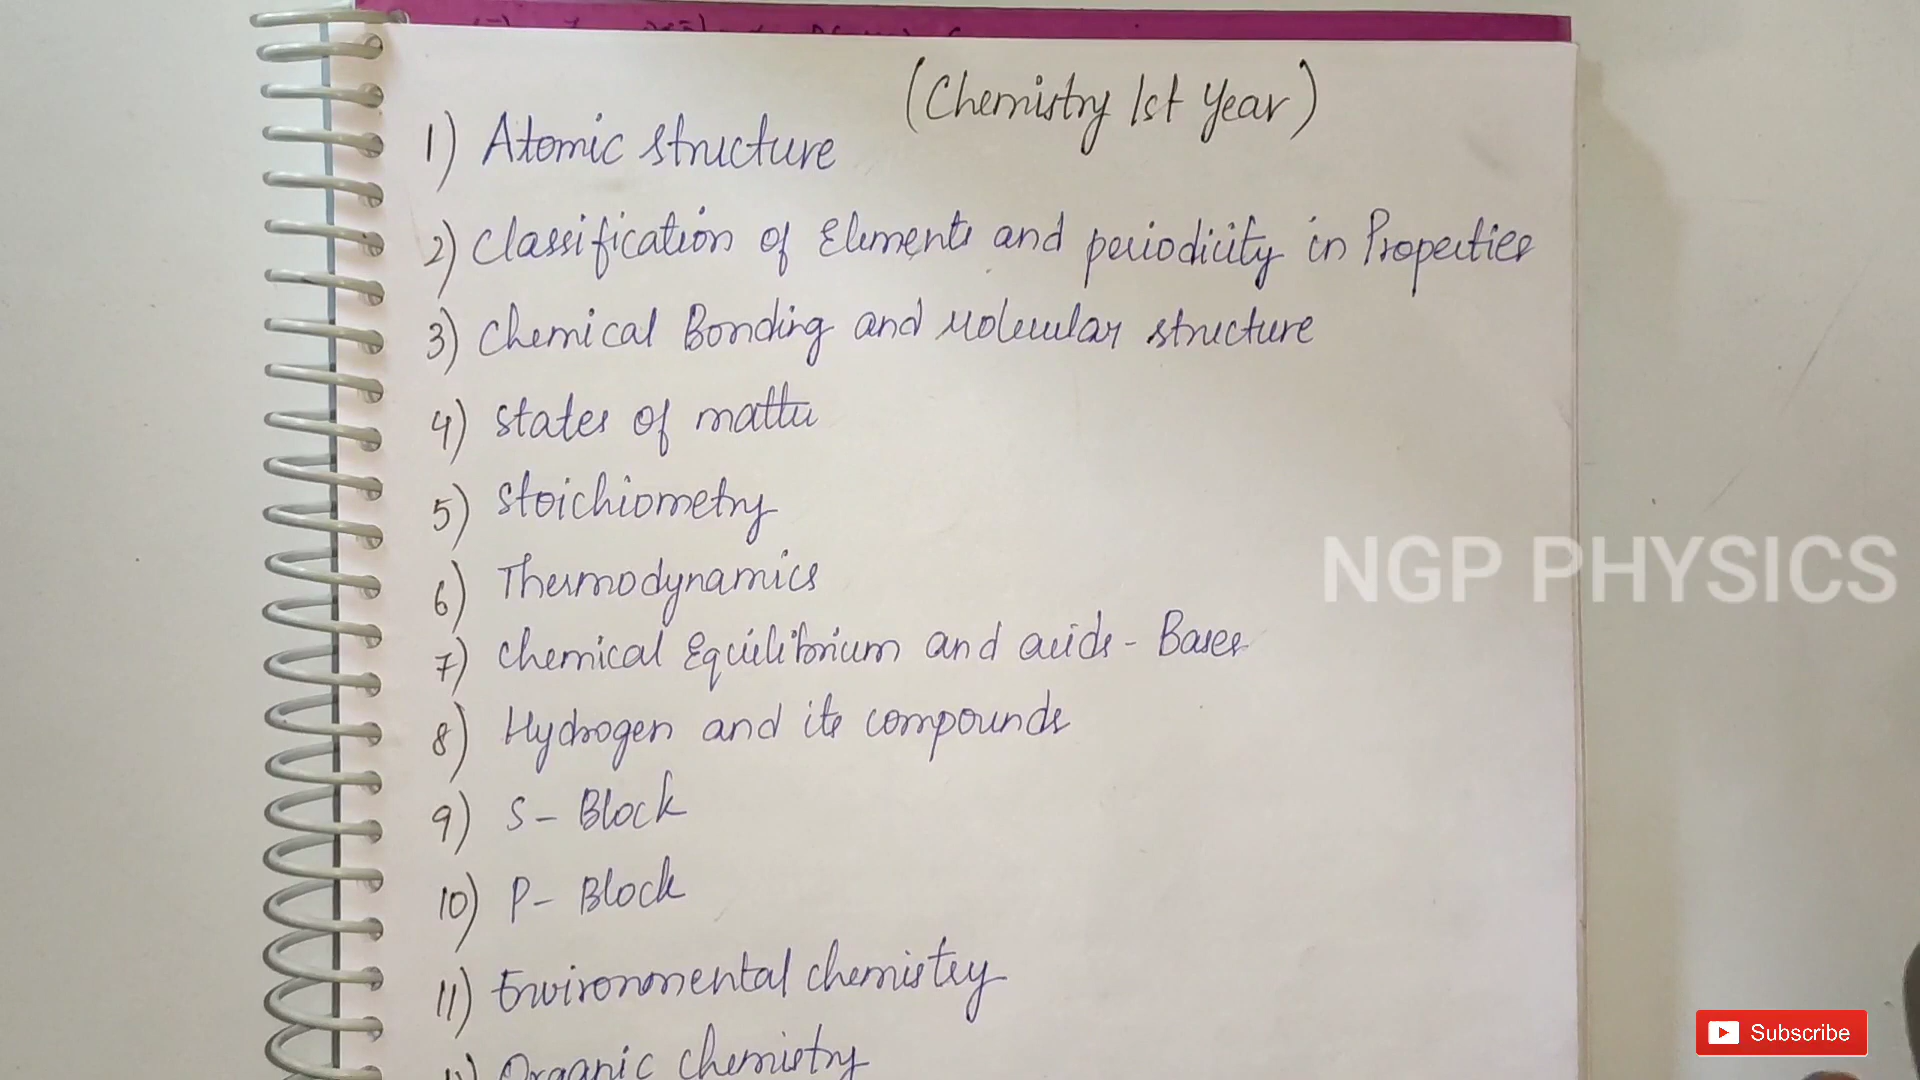 (Chemistry 1st Year)
1) Atomic structure
2) Classification of Elements and periodicity in Properties
3) Chemical Bonding and Molecular structure
4) states of matter
5) Stoichiometry
6) Thermodynamics
7) Chemical Equilibrium and acids - Bases
8) Hydrogen and its compounds
9) S - Block
10) P - Block
11) Environmental chemistry
Organic chemistry
NGP PHYSICS
Subscribe